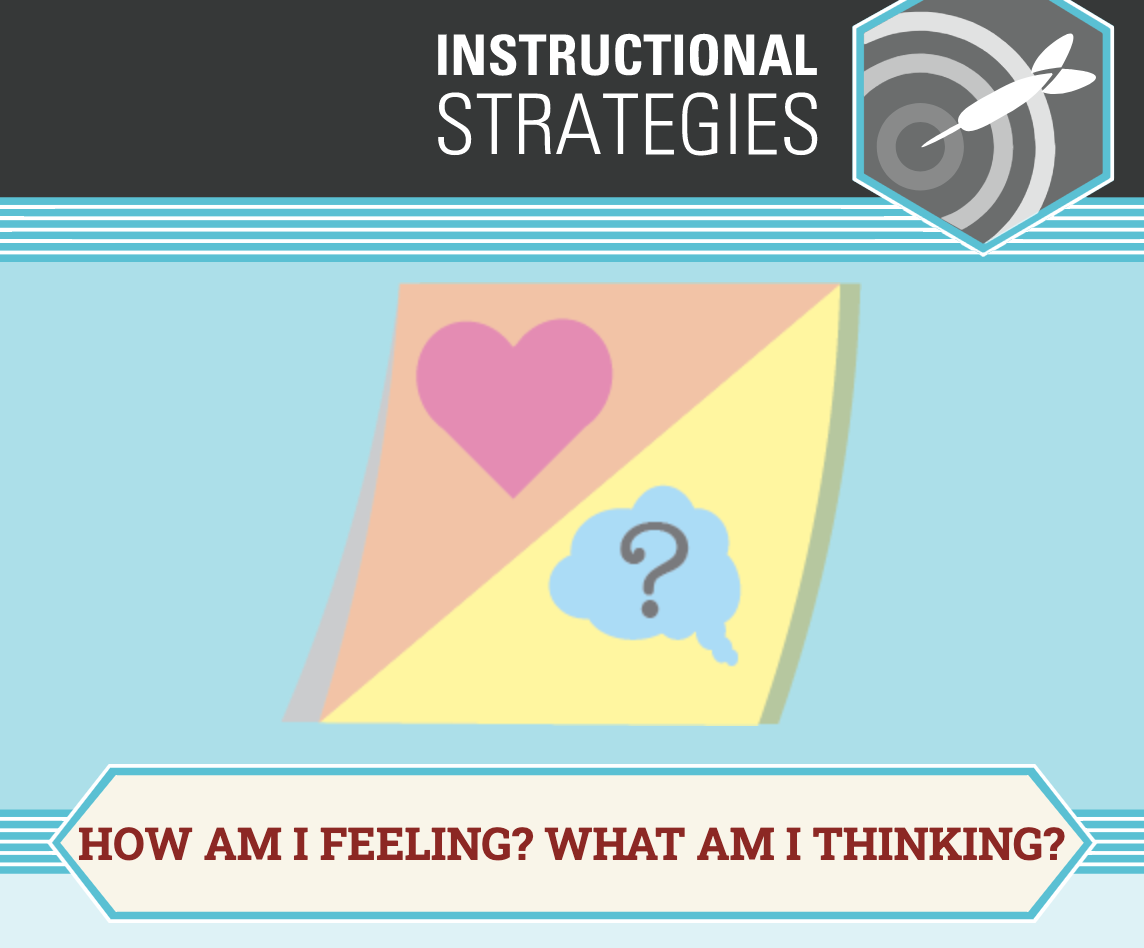 INSTRUCTIONAL
STRATEGIES
?
HOW AM I FEELING? WHAT AM I THINKING?